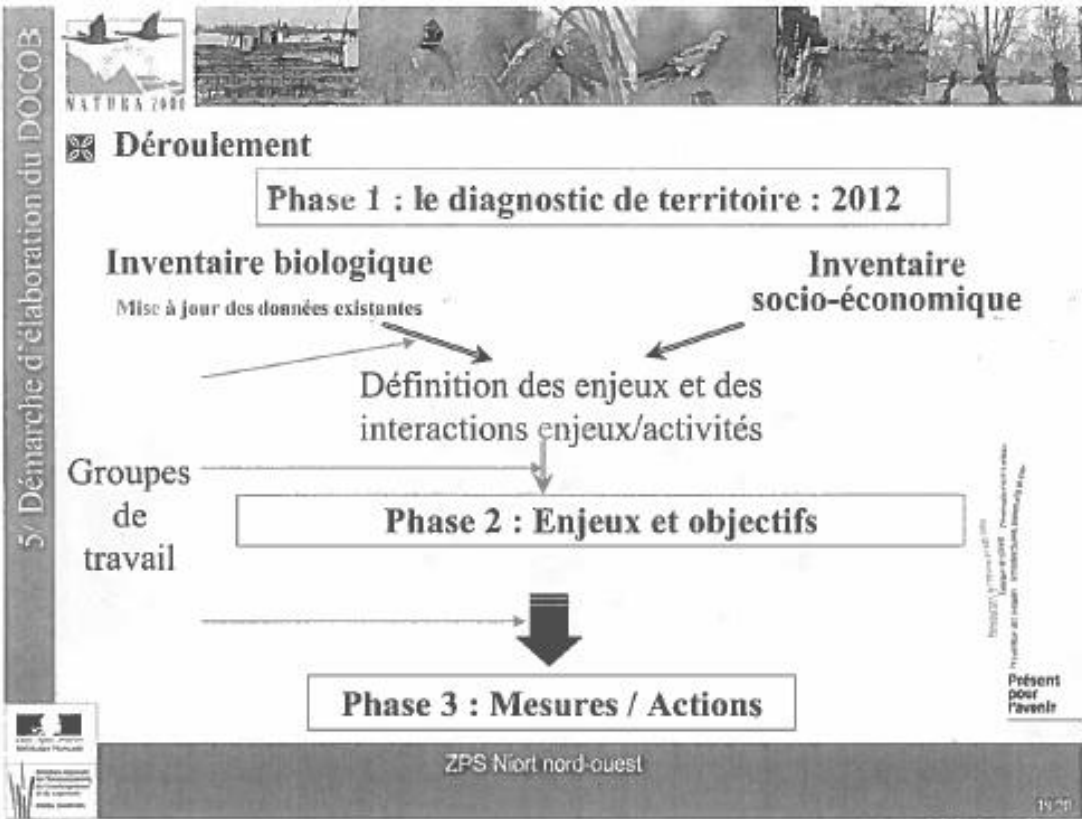 5/ Démarche d'élaboration du DOCOB
NATURA 2000
Déroulement
Phase 1 : le diagnostic de territoire : 2012
Inventaire biologique
Mise à jour des données existantes
Inventaire
socio-économique
Définition des enjeux et des
interactions enjeux/activités
Groupes
de
travail
Phase 2 : Enjeux et objectifs
Phase 3 : Mesures / Actions
Présent
pour
l'avenir
ZPS Niort nord-ouest